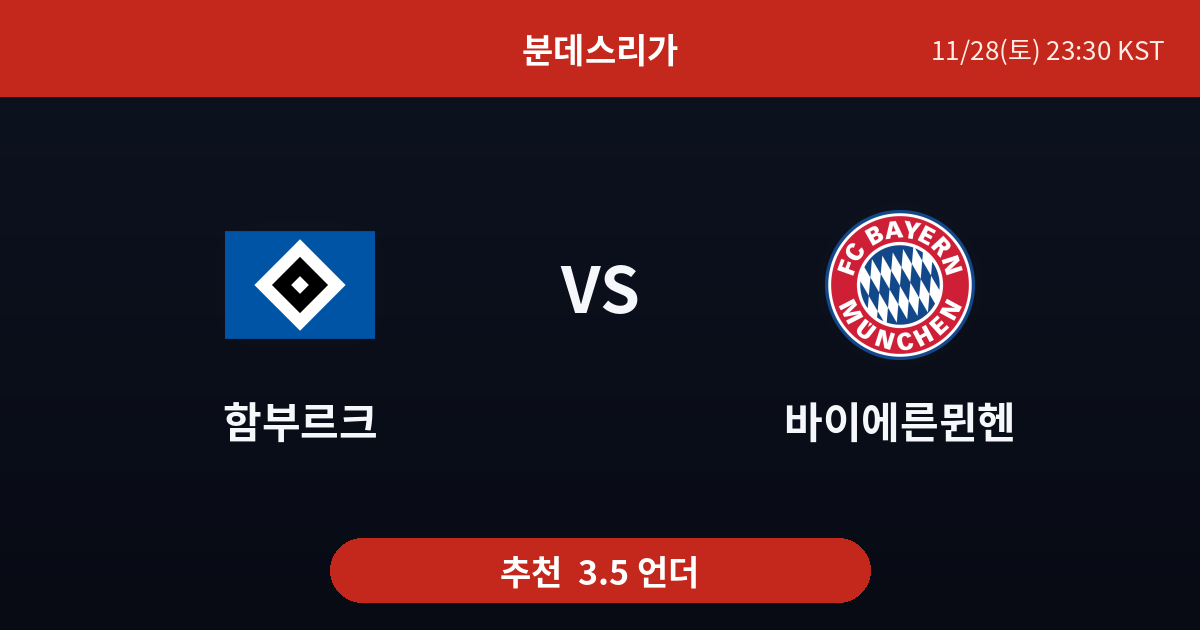 분데스리가
11/28(토) 23:30 KST
VS
FC BAYERN
MÜNCHEN
함부르크
바이에른뮌헨
추천 3.5 언더